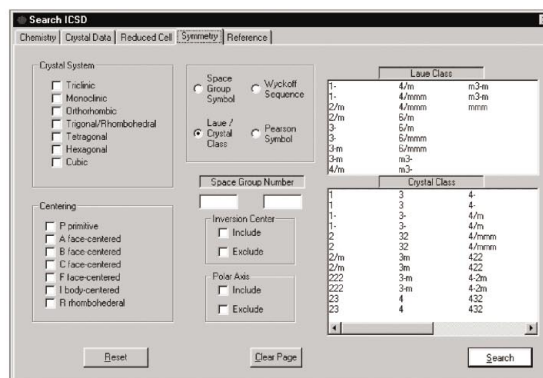 Search ICSD
Chemistry Crystal Data Reduced Cell Symmetry Reference
Crystal System
Triclinic
Monoclinic
Orthorhombic
Trigonal/Rhombohedral
Tetragonal
Hexagonal
Cubic
Centering
P primitive
A face-centered
B face-centered
C face-centered
F face-centered
I body-centered
R rhombohederal
Space Group Symbol
Wyckoff Sequence
Laue / Crystal Class
Pearson Symbol
Space Group Number
Inversion Center
Include
Exclude
Polar Axis
Include
Exclude
Laue Class
1- 4/m m3-m
1- 4/mmm m3-m
2/m 4/mmm mmm
2/m 6/m
3- 6/m
3- 6/mmm
3-m 6/mmm
3-m m3-
4/m m3-
Crystal Class
1 3 4-
1 3 4-
1- 3- 4/m
1- 3- 4/m
2 32 4/mmm
2 32 4/mmm
2/m 3m 422
2/m 3m 422
222 3-m 4-2m
222 3-m 4-2m
23 4 432
23 4 432
Reset
Clear Page
Search